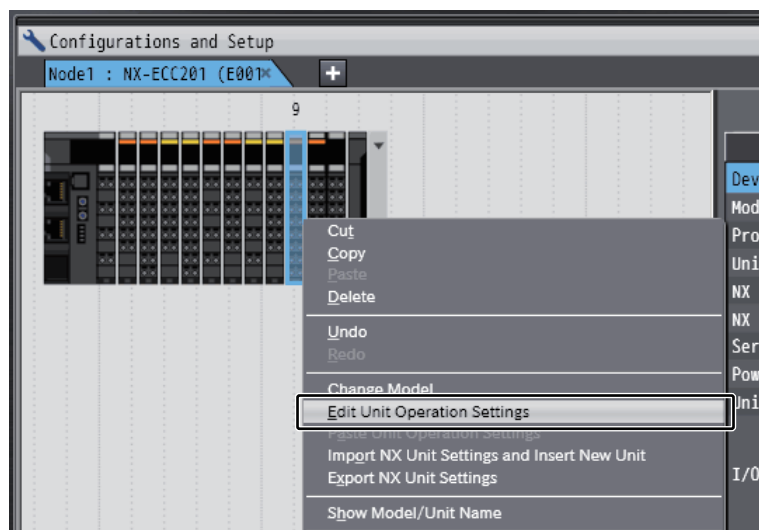 Configurations and Setup
Node1 : NX-ECC201 (E001
9
Dev
Mod
Pro
Uni
NX
NX
Ser
Pow
Uni
I/O
Cut
Copy
Paste
Delete
Undo
Redo
Change Model
Edit Unit Operation Settings
Paste Unit Operation Settings
Import NX Unit Settings and Insert New Unit
Export NX Unit Settings
Show Model/Unit Name